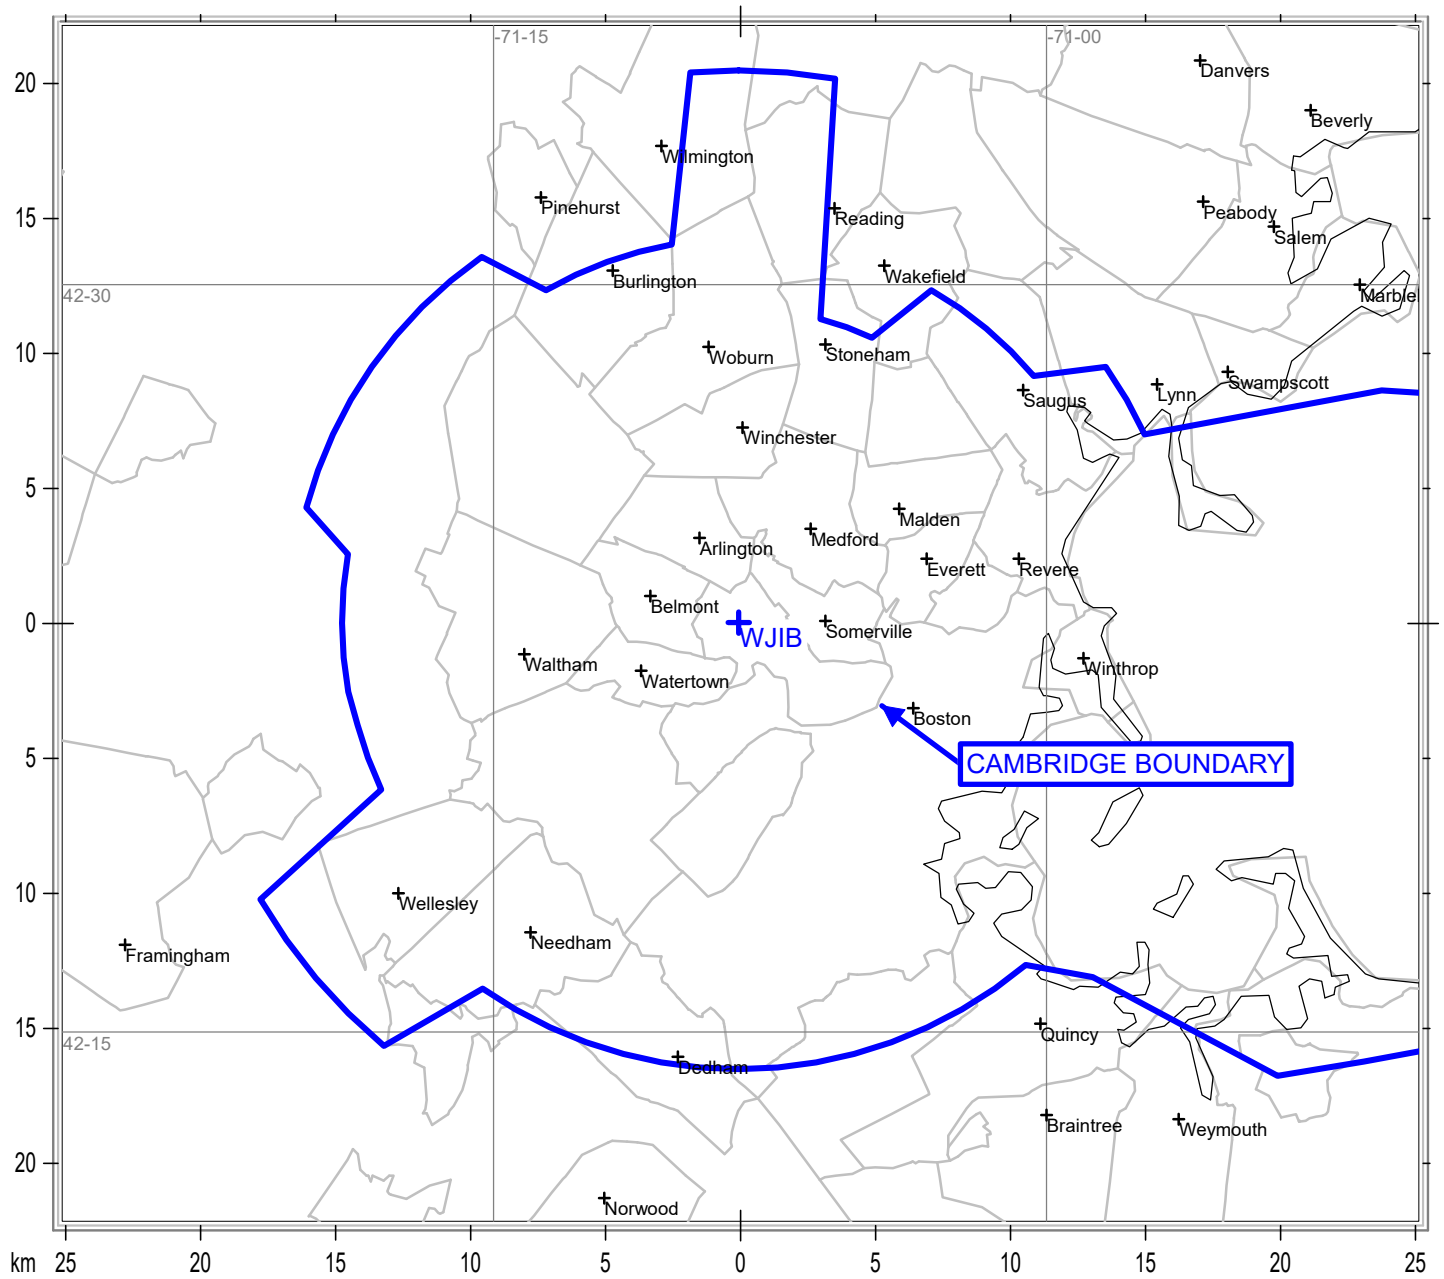 -71-15
-71-00
20
Danvers
Beverly
Wilmington
Pinehurst
15
Reading
Peabody
Salem
Wakefield
Burlington
42-30
Marble
10
Woburn
Stoneham
Saugus
Lynn
Swampscott
Winchester
5
Malden
Medford
Arlington
Everett
Revere
Belmont
0
Somerville
WJIB
Waltham
Winthrop
Watertown
Boston
5
CAMBRIDGE BOUNDARY
10
Wellesley
Needham
Framingham
15
Quincy
42-15
Dedham
Braintree
Weymouth
20
Norwood
km 25 20 15 10 5 0 5 10 15 20 25